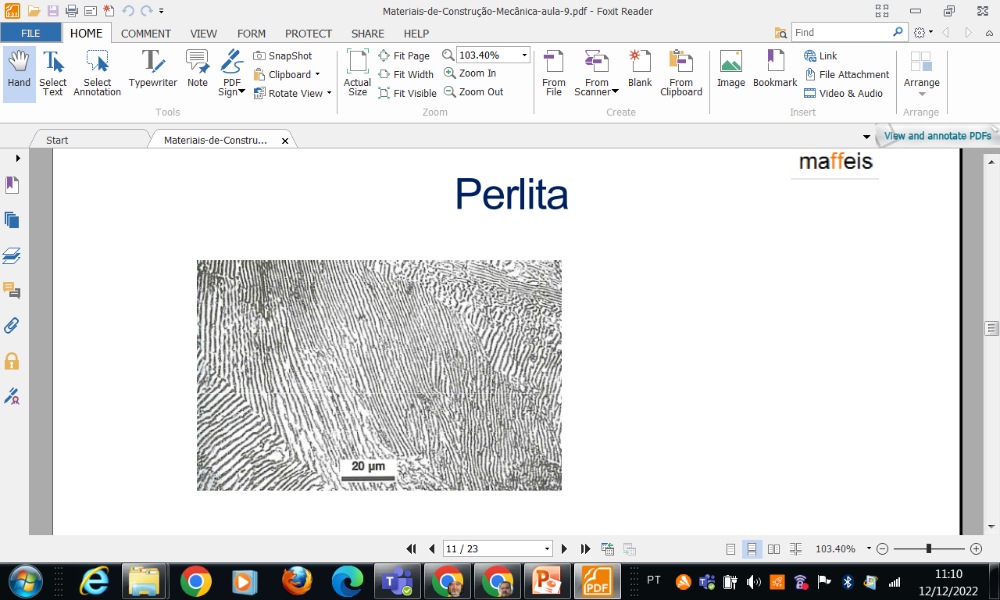 Materiais-de-Construção-Mecânica-aula-9.pdf - Foxit Reader
FILE HOME COMMENT VIEW FORM PROTECT SHARE HELP Find
Hand
Select Text
Select Annotation
Typewriter
Note
PDF Sign
SnapShot
Clipboard
Rotate View
Tools
Actual Size
Fit Page
Fit Width
Fit Visible
103.40%
Zoom In
Zoom Out
Zoom
From File
From Scanner
Blank
From Clipboard
Create
Image
Bookmark
Link
File Attachment
Video & Audio
Insert
Arrange
Arrange
Start
Materiais-de-Constru...
View and annotate PDFs
maffeis
Perlita
20 µm
11 / 23
103.40%
PT
11:10
12/12/2022